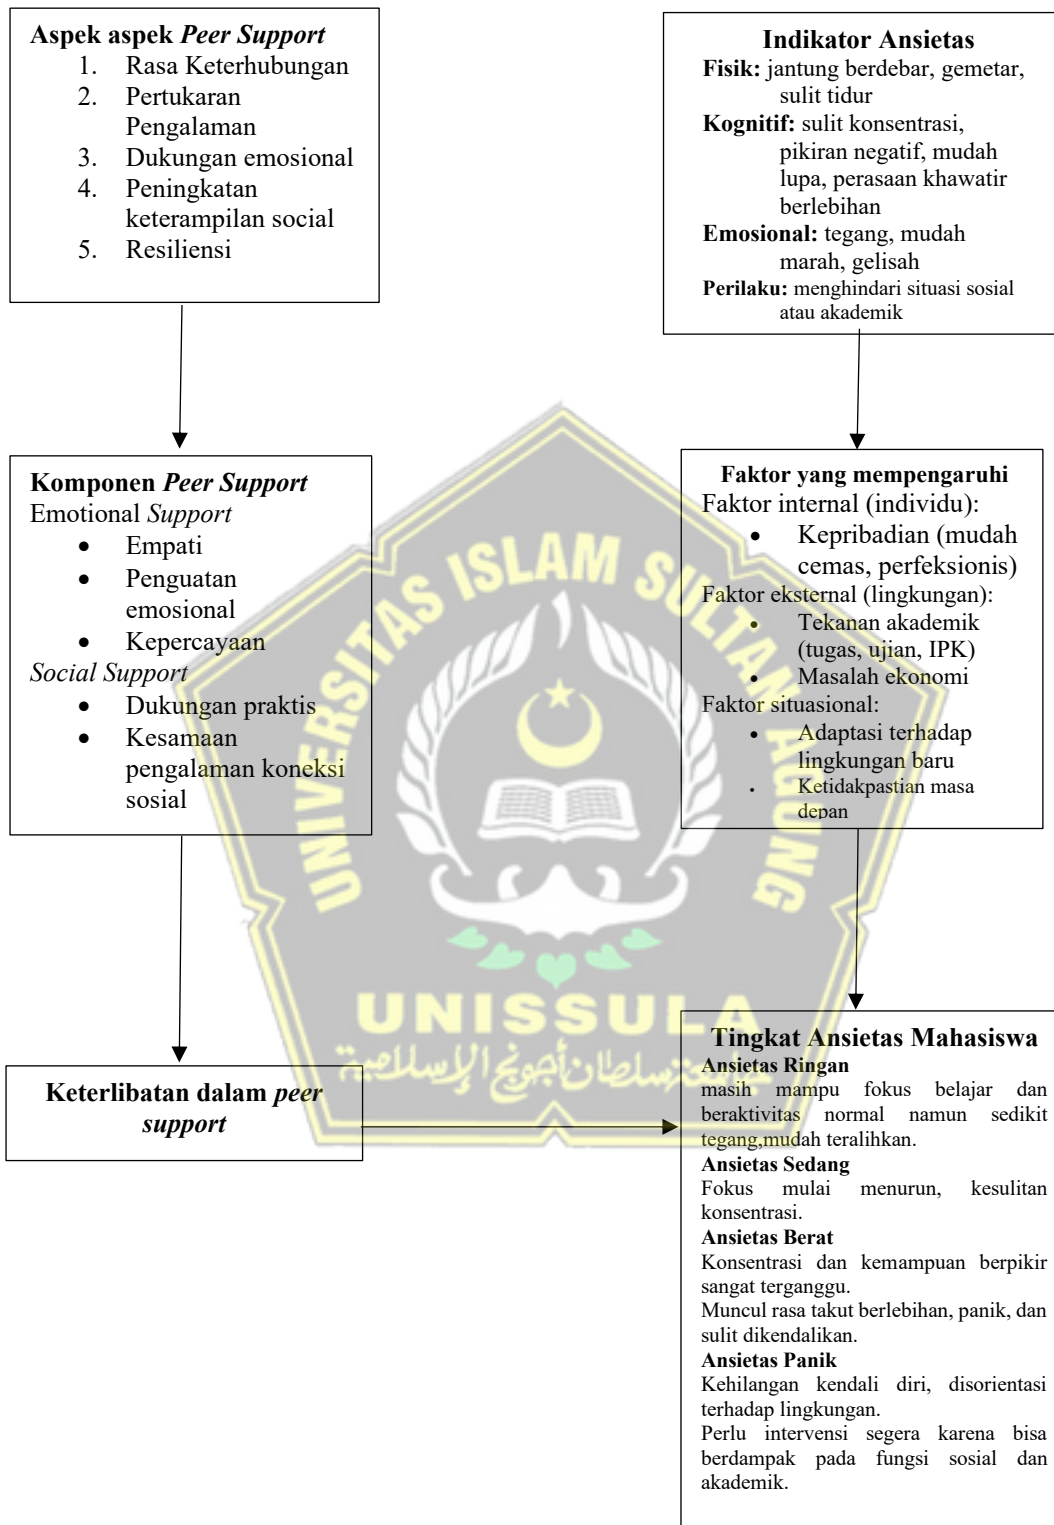 Aspek aspek Peer Support
1. Rasa Keterhubungan
2. Pertukaran
Pengalaman
3. Dukungan emosional
4. Peningkatan
keterampilan social
5. Resiliensi
Indikator Ansietas
Fisik: jantung berdebar, gemetar,
sulit tidur
Kognitif: sulit konsentrasi,
pikiran negatif, mudah
lupa, perasaan khawatir
berlebihan
Emosional: tegang, mudah
marah, gelisah
Perilaku: menghindari situasi sosial
atau akademik
Komponen Peer Support
Emotional Support
• Empati
• Penguatan
emosional
• Kepercayaan
Social Support
• Dukungan praktis
• Kesamaan
pengalaman koneksi
sosial
Faktor yang mempengaruhi
Faktor internal (individu):
• Kepribadian (mudah
cemas, perfeksionis)
Faktor eksternal (lingkungan):
• Tekanan akademik
(tugas, ujian, IPK)
• Masalah ekonomi
Faktor situasional:
• Adaptasi terhadap
lingkungan baru
• Ketidakpastian masa
depan
UNIVERSITAS ISLAM SULTAN AGUNG
UNISSULA
جامعة سلطان أجونج الإسلامية
Keterlibatan dalam peer
support
Tingkat Ansietas Mahasiswa
Ansietas Ringan
masih mampu fokus belajar dan
beraktivitas normal namun sedikit
tegang,mudah teralihkan.
Ansietas Sedang
Fokus mulai menurun, kesulitan
konsentrasi.
Ansietas Berat
Konsentrasi dan kemampuan berpikir
sangat terganggu.
Muncul rasa takut berlebihan, panik, dan
sulit dikendalikan.
Ansietas Panik
Kehilangan kendali diri, disorientasi
terhadap lingkungan.
Perlu intervensi segera karena bisa
berdampak pada fungsi sosial dan
akademik.